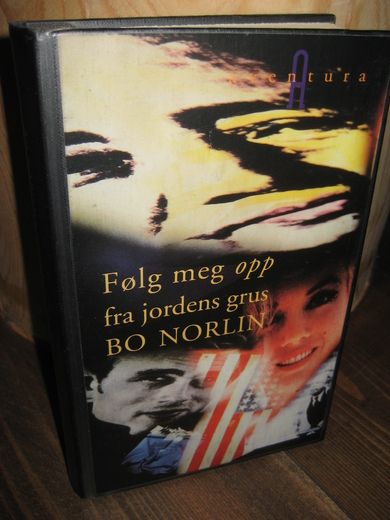 Aventura
Følg meg opp
fra jordens grus
BO NORLIN